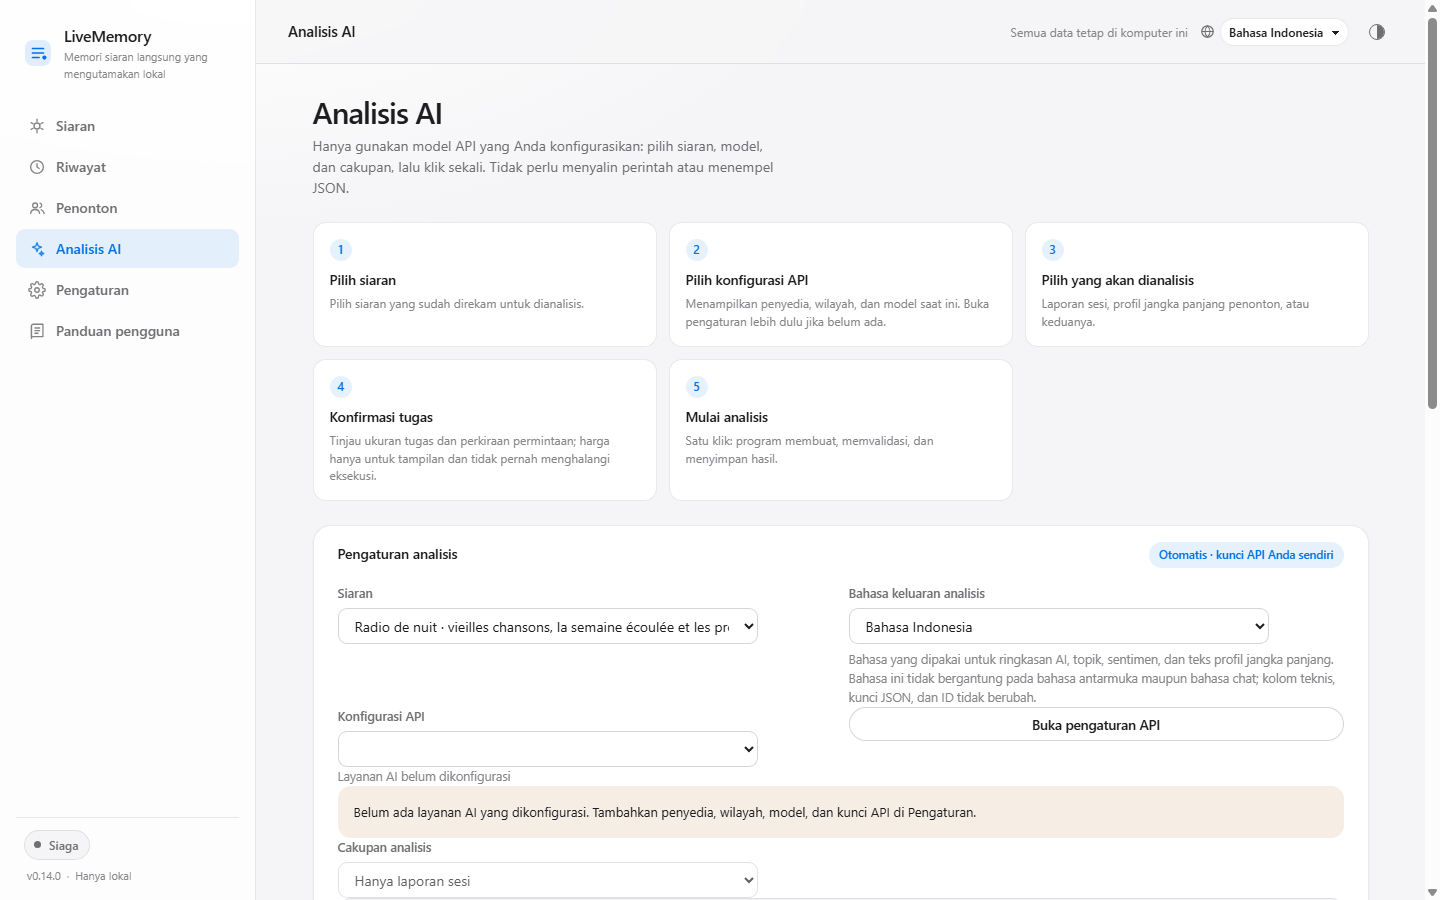 LiveMemory
Memori siaran langsung yang
mengutamakan lokal
Siaran
Riwayat
Penonton
Analisis AI
Pengaturan
Panduan pengguna
Siaga
v0.14.0 · Hanya lokal
Analisis AI
Semua data tetap di komputer ini
Bahasa Indonesia
Analisis AI
Hanya gunakan model API yang Anda konfigurasikan: pilih siaran, model,
dan cakupan, lalu klik sekali. Tidak perlu menyalin perintah atau menempel
JSON.
1
Pilih siaran
Pilih siaran yang sudah direkam untuk dianalisis.
2
Pilih konfigurasi API
Menampilkan penyedia, wilayah, dan model saat ini. Buka
pengaturan lebih dulu jika belum ada.
3
Pilih yang akan dianalisis
Laporan sesi, profil jangka panjang penonton, atau
keduanya.
4
Konfirmasi tugas
Tinjau ukuran tugas dan perkiraan permintaan; harga
hanya untuk tampilan dan tidak pernah menghalangi
eksekusi.
5
Mulai analisis
Satu klik: program membuat, memvalidasi, dan
menyimpan hasil.
Pengaturan analisis
Otomatis · kunci API Anda sendiri
Siaran
Radio de nuit · vieilles chansons, la semaine écoulée et les pr
Bahasa keluaran analisis
Bahasa Indonesia
Bahasa yang dipakai untuk ringkasan AI, topik, sentimen, dan teks profil jangka panjang.
Bahasa ini tidak bergantung pada bahasa antarmuka maupun bahasa chat; kolom teknis,
kunci JSON, dan ID tidak berubah.
Konfigurasi API
Buka pengaturan API
Layanan AI belum dikonfigurasi
Belum ada layanan AI yang dikonfigurasi. Tambahkan penyedia, wilayah, model, dan kunci API di Pengaturan.
Cakupan analisis
Hanya laporan sesi